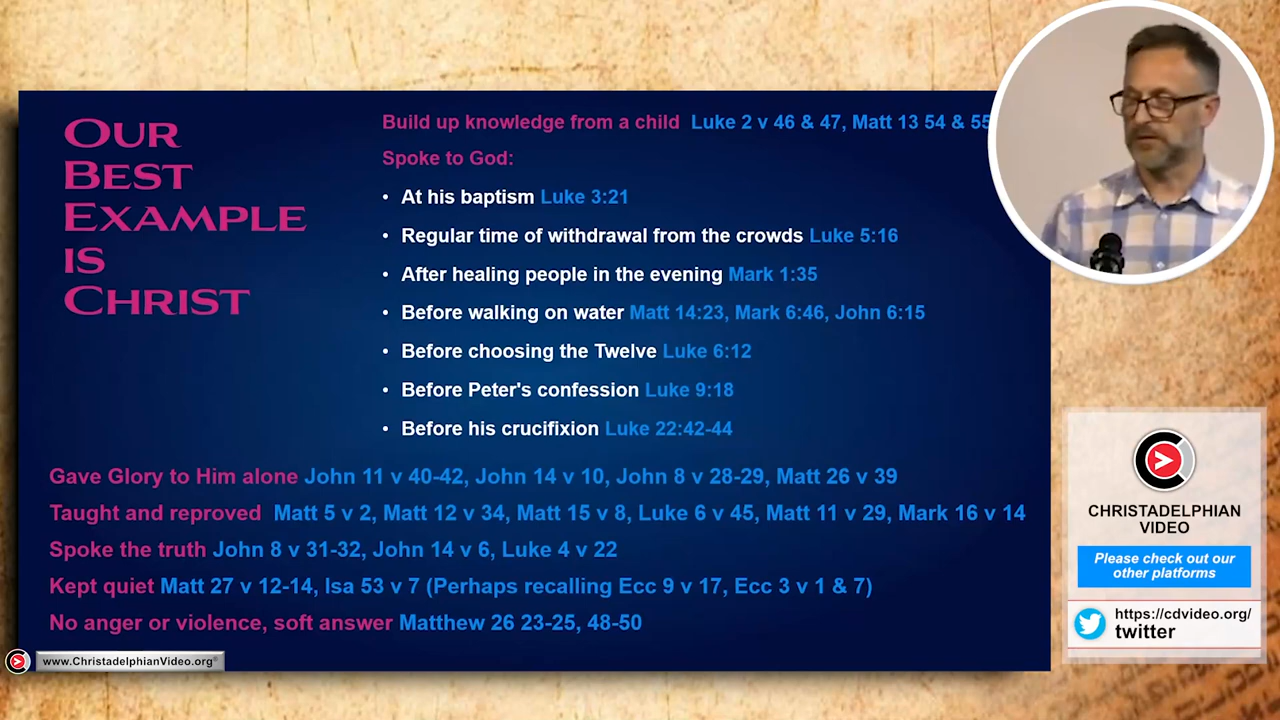 OUR
BEST
EXAMPLE
IS
CHRIST
Build up knowledge from a child Luke 2 v 46 & 47, Matt 13 54 & 55
Spoke to God:
• At his baptism Luke 3:21
• Regular time of withdrawal from the crowds Luke 5:16
• After healing people in the evening Mark 1:35
• Before walking on water Matt 14:23, Mark 6:46, John 6:15
• Before choosing the Twelve Luke 6:12
• Before Peter's confession Luke 9:18
• Before his crucifixion Luke 22:42-44
Gave Glory to Him alone John 11 v 40-42, John 14 v 10, John 8 v 28-29, Matt 26 v 39
Taught and reproved Matt 5 v 2, Matt 12 v 34, Matt 15 v 8, Luke 6 v 45, Matt 11 v 29, Mark 16 v 14
Spoke the truth John 8 v 31-32, John 14 v 6, Luke 4 v 22
Kept quiet Matt 27 v 12-14, Isa 53 v 7 (Perhaps recalling Ecc 9 v 17, Ecc 3 v 1 & 7)
No anger or violence, soft answer Matthew 26 23-25, 48-50
www.ChristadelphianVideo.org®
CHRISTADELPHIAN
VIDEO
Please check out our
other platforms
https://cdvideo.org/
twitter